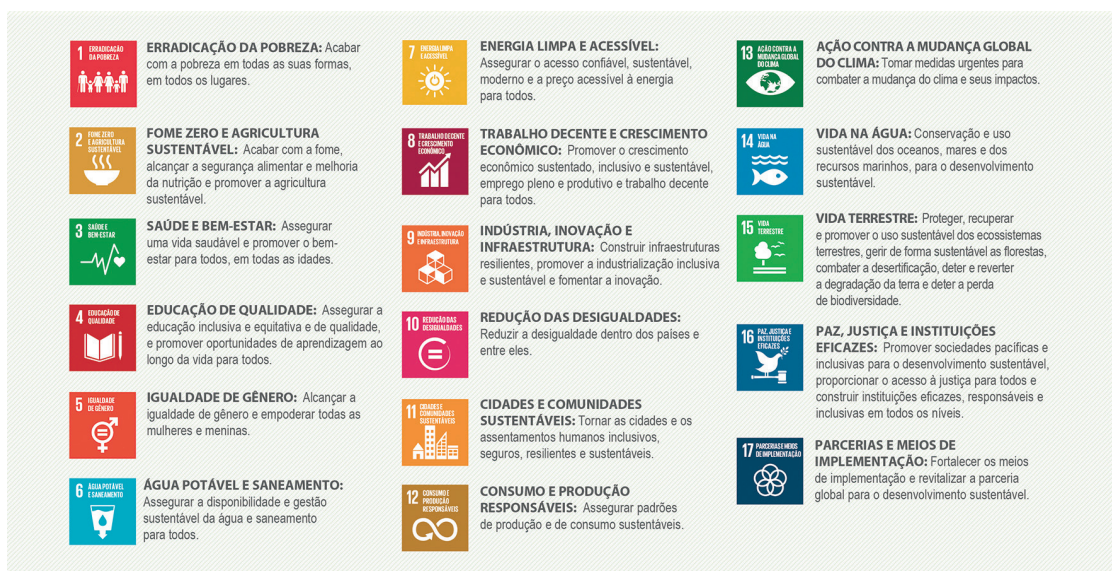 1 ERRADICAÇÃO
DA POBREZA
ERRADICAÇÃO DA POBREZA: Acabar
com a pobreza em todas as suas formas,
em todos os lugares.
2 FOME ZERO
E AGRICULTURA
SUSTENTÁVEL
FOME ZERO E AGRICULTURA
SUSTENTÁVEL: Acabar com a fome,
alcançar a segurança alimentar e melhoria
da nutrição e promover a agricultura
sustentável.
3 SAÚDE E
BEM-ESTAR
SAÚDE E BEM-ESTAR: Assegurar
uma vida saudável e promover o bem-
estar para todos, em todas as idades.
4 EDUCAÇÃO DE
QUALIDADE
EDUCAÇÃO DE QUALIDADE: Assegurar a
educação inclusiva e equitativa e de qualidade,
e promover oportunidades de aprendizagem ao
longo da vida para todos.
5 IGUALDADE
DE GÊNERO
IGUALDADE DE GÊNERO: Alcançar a
igualdade de gênero e empoderar todas as
mulheres e meninas.
6 ÁGUA POTÁVEL
E SANEAMENTO
ÁGUA POTÁVEL E SANEAMENTO:
Assegurar a disponibilidade e gestão
sustentável da água e saneamento
para todos.
7 ENERGIA LIMPA
E ACESSÍVEL
ENERGIA LIMPA E ACESSÍVEL:
Assegurar o acesso confiável, sustentável,
moderno e a preço acessível à energia
para todos.
8 TRABALHO DECENTE
E CRESCIMENTO
ECONÔMICO
TRABALHO DECENTE E CRESCIMENTO
ECONÔMICO: Promover o crescimento
econômico sustentado, inclusivo e sustentável,
emprego pleno e produtivo e trabalho decente
para todos.
9 INDÚSTRIA, INOVAÇÃO
E INFRAESTRUTURA
INDÚSTRIA, INOVAÇÃO E
INFRAESTRUTURA: Construir infraestruturas
resilientes, promover a industrialização inclusiva
e sustentável e fomentar a inovação.
10 REDUÇÃO DAS
DESIGUALDADES
REDUÇÃO DAS DESIGUALDADES:
Reduzir a desigualdade dentro dos países e
entre eles.
11 CIDADES E
COMUNIDADES
SUSTENTÁVEIS
CIDADES E COMUNIDADES
SUSTENTÁVEIS: Tornar as cidades e os
assentamentos humanos inclusivos,
seguros, resilientes e sustentáveis.
12 CONSUMO E
PRODUÇÃO
RESPONSÁVEIS
CONSUMO E PRODUÇÃO
RESPONSÁVEIS: Assegurar padrões
de produção e de consumo sustentáveis.
13 AÇÃO CONTRA A
MUDANÇA GLOBAL
DO CLIMA
AÇÃO CONTRA A MUDANÇA GLOBAL
DO CLIMA: Tomar medidas urgentes para
combater a mudança do clima e seus impactos.
14 VIDA NA
ÁGUA
VIDA NA ÁGUA: Conservação e uso
sustentável dos oceanos, mares e dos
recursos marinhos, para o desenvolvimento
sustentável.
15 VIDA
TERRESTRE
VIDA TERRESTRE: Proteger, recuperar
e promover o uso sustentável dos ecossistemas
terrestres, gerir de forma sustentável as florestas,
combater a desertificação, deter e reverter
a degradação da terra e deter a perda
de biodiversidade.
16 PAZ, JUSTIÇA E
INSTITUIÇÕES
EFICAZES
PAZ, JUSTIÇA E INSTITUIÇÕES
EFICAZES: Promover sociedades pacíficas e
inclusivas para o desenvolvimento sustentável,
proporcionar o acesso à justiça para todos e
construir instituições eficazes, responsáveis e
inclusivas em todos os níveis.
17 PARCERIAS E MEIOS
DE IMPLEMENTAÇÃO
PARCERIAS E MEIOS DE
IMPLEMENTAÇÃO: Fortalecer os meios
de implementação e revitalizar a parceria
global para o desenvolvimento sustentável.